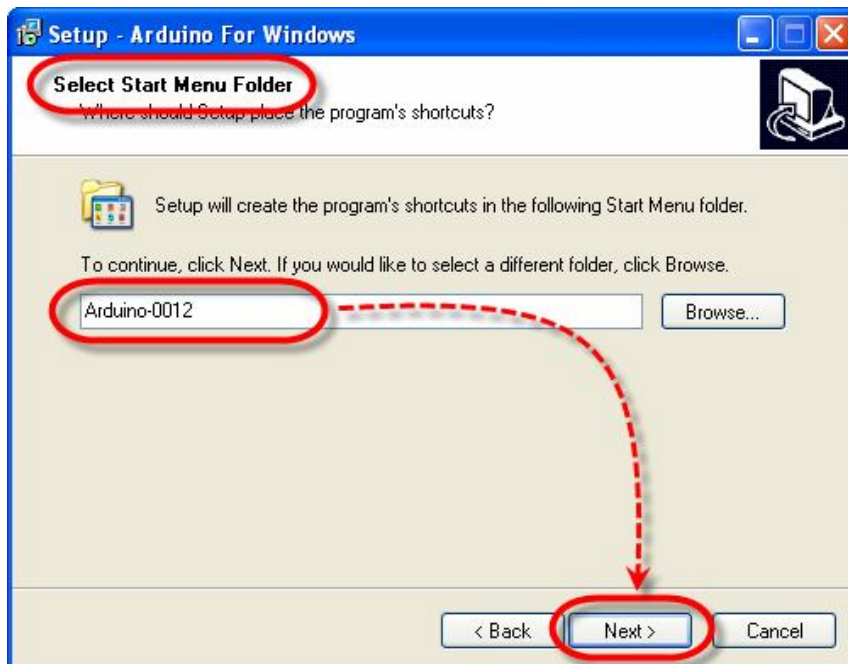 Setup - Arduino For Windows
Select Start Menu Folder
Where should Setup place the program's shortcuts?
Setup will create the program's shortcuts in the following Start Menu folder.
To continue, click Next. If you would like to select a different folder, click Browse.
Arduino-0012
Browse...
< Back
Next >
Cancel